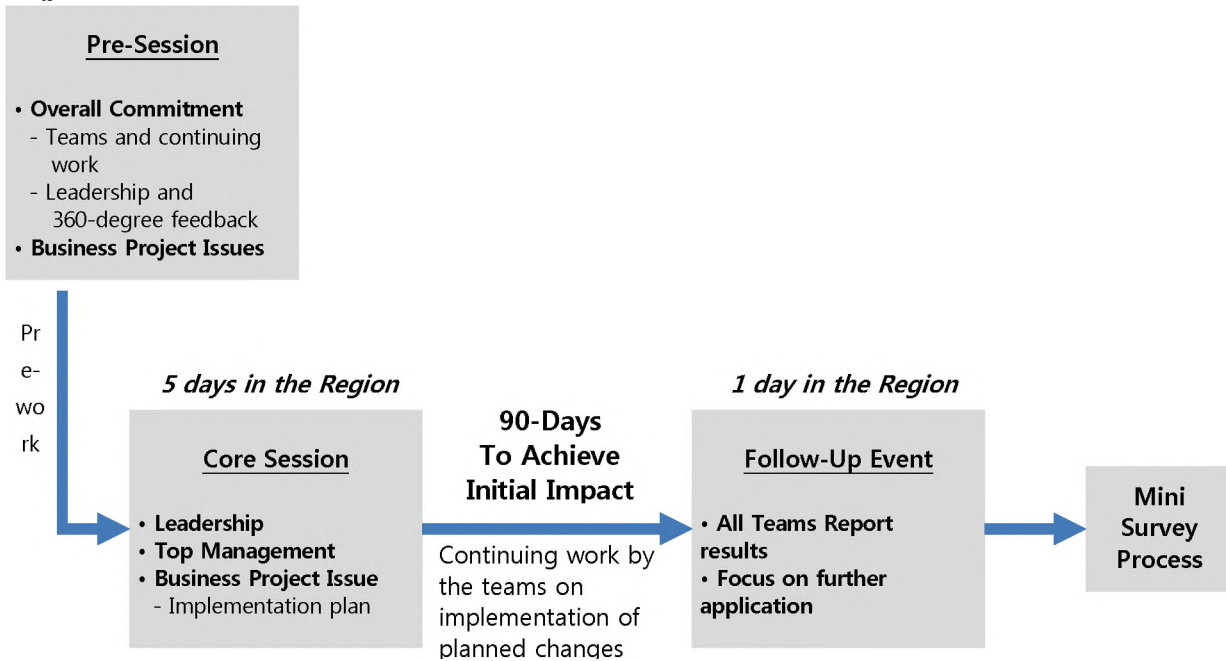 Pre-Session
• Overall Commitment
- Teams and continuing
work
- Leadership and
360-degree feedback
• Business Project Issues
Pr
e-
wo
rk
5 days in the Region
Core Session
• Leadership
• Top Management
• Business Project Issue
- Implementation plan
90-Days
To Achieve
Initial Impact
Continuing work by
the teams on
implementation of
planned changes
1 day in the Region
Follow-Up Event
• All Teams Report
results
• Focus on further
application
Mini
Survey
Process